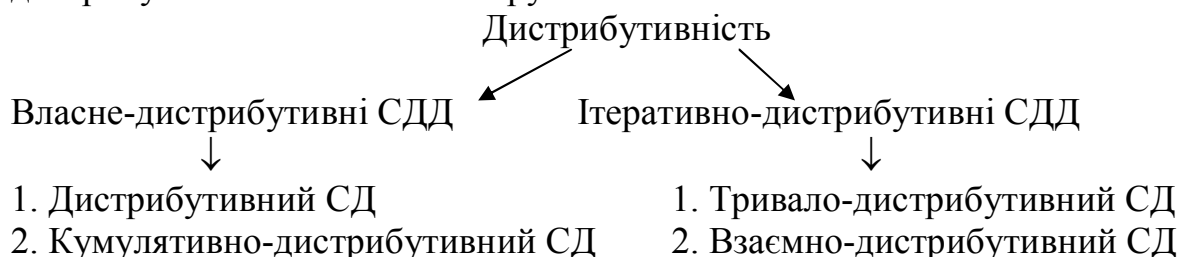 Дистрибутивність
Власне-дистрибутивні СДД Ітеративно-дистрибутивні СДД
1. Дистрибутивний СД 1. Тривало-дистрибутивний СД
2. Кумулятивно-дистрибутивний СД 2. Взаємно-дистрибутивний СД